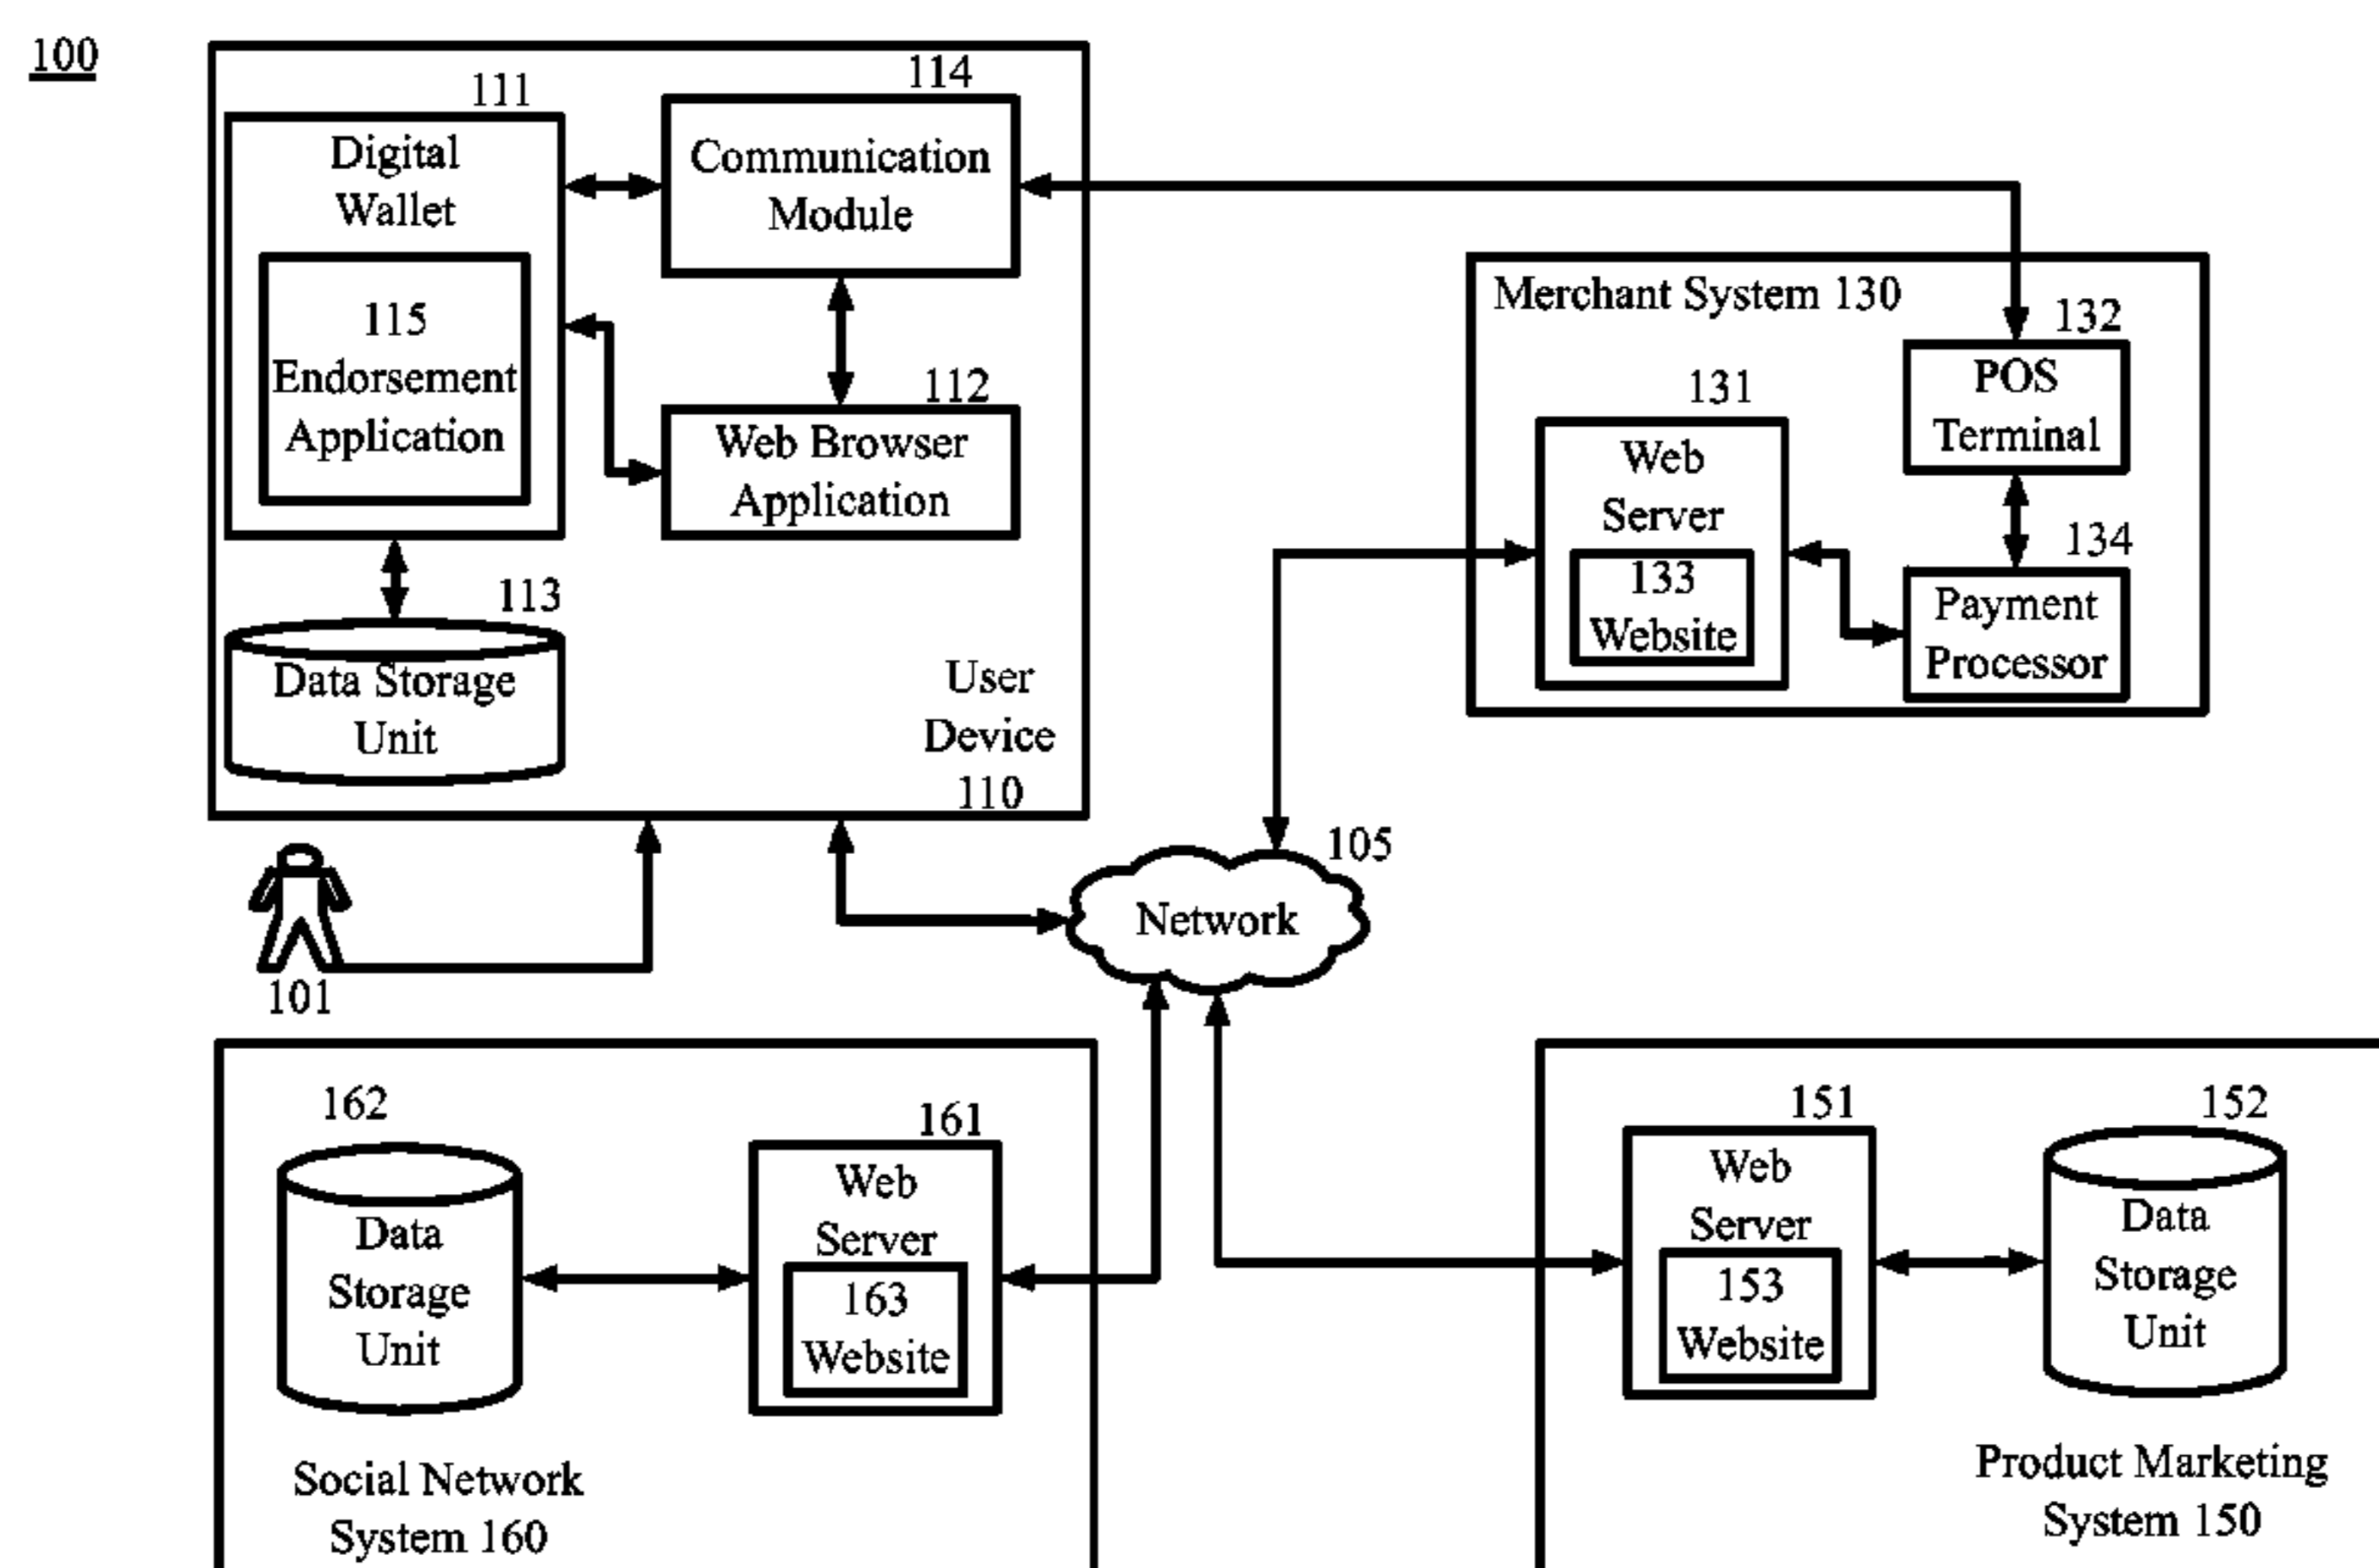 100
111
Digital
Wallet
115
Endorsement
Application
114
Communication
Module
112
Web Browser
Application
113
Data Storage
Unit
User
Device
110
101
Merchant System 130
132
POS
Terminal
131
Web
Server
133
Website
134
Payment
Processor
105
Network
162
Data
Storage
Unit
161
Web
Server
163
Website
Social Network
System 160
151
Web
Server
153
Website
152
Data
Storage
Unit
Product Marketing
System 150